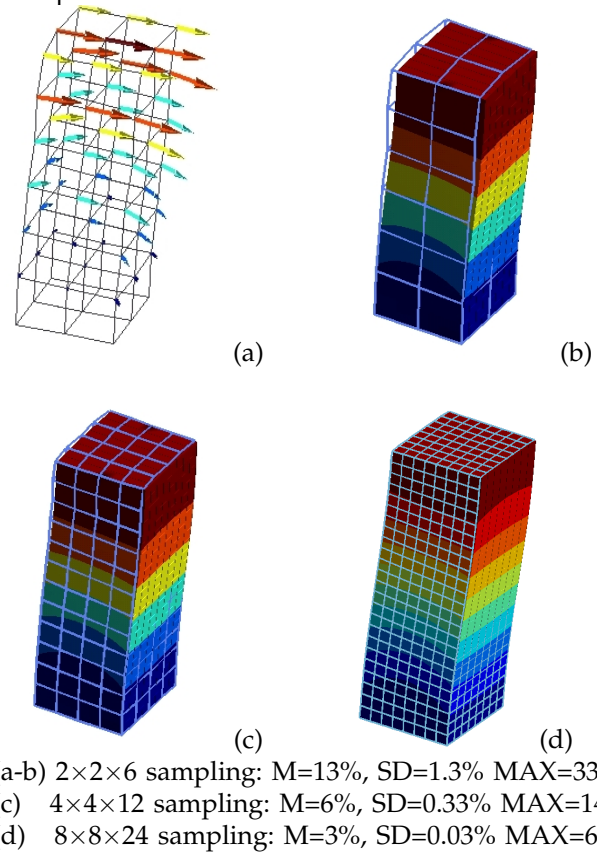 (a)
(b)
(c)
(d)
a-b) 2×2×6 sampling: M=13%, SD=1.3% MAX=33
c) 4×4×12 sampling: M=6%, SD=0.33% MAX=14
d) 8×8×24 sampling: M=3%, SD=0.03% MAX=6